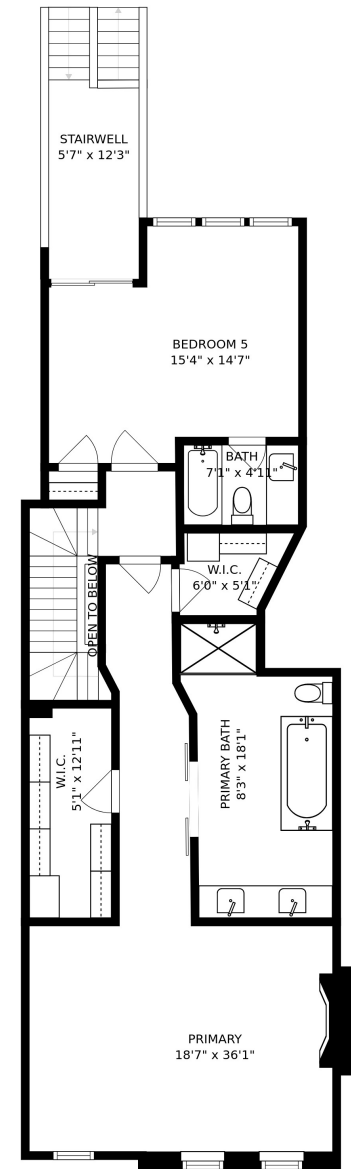 STAIRWELL
5'7" x 12'3"
BEDROOM 5
15'4" x 14'7"
BATH
7'1" x 4'11"
W.I.C.
6'0" x 5'1"
OPEN TO BELOW
W.I.C.
5'1" x 12'11"
PRIMARY BATH
8'3" x 18'1"
PRIMARY
18'7" x 36'1"